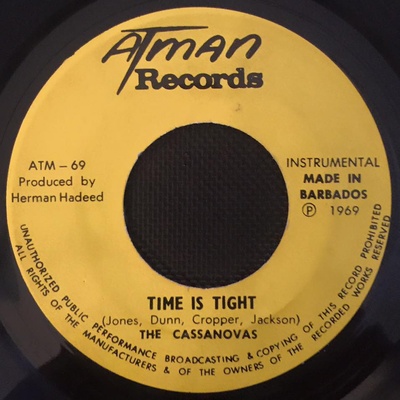 ATMAN
Records
ATM – 69
Produced by
Herman Hadeed
INSTRUMENTAL
MADE IN
BARBADOS
Ⓟ 1969
TIME IS TIGHT
(Jones, Dunn, Cropper, Jackson)
THE CASSANOVAS
UNAUTHORIZED PUBLIC PERFORMANCE BROADCASTING & COPYING OF THIS RECORD PROHIBITED
ALL RIGHTS OF THE MANUFACTURERS & OF THE OWNERS OF THE RECORDED WORKS RESERVED